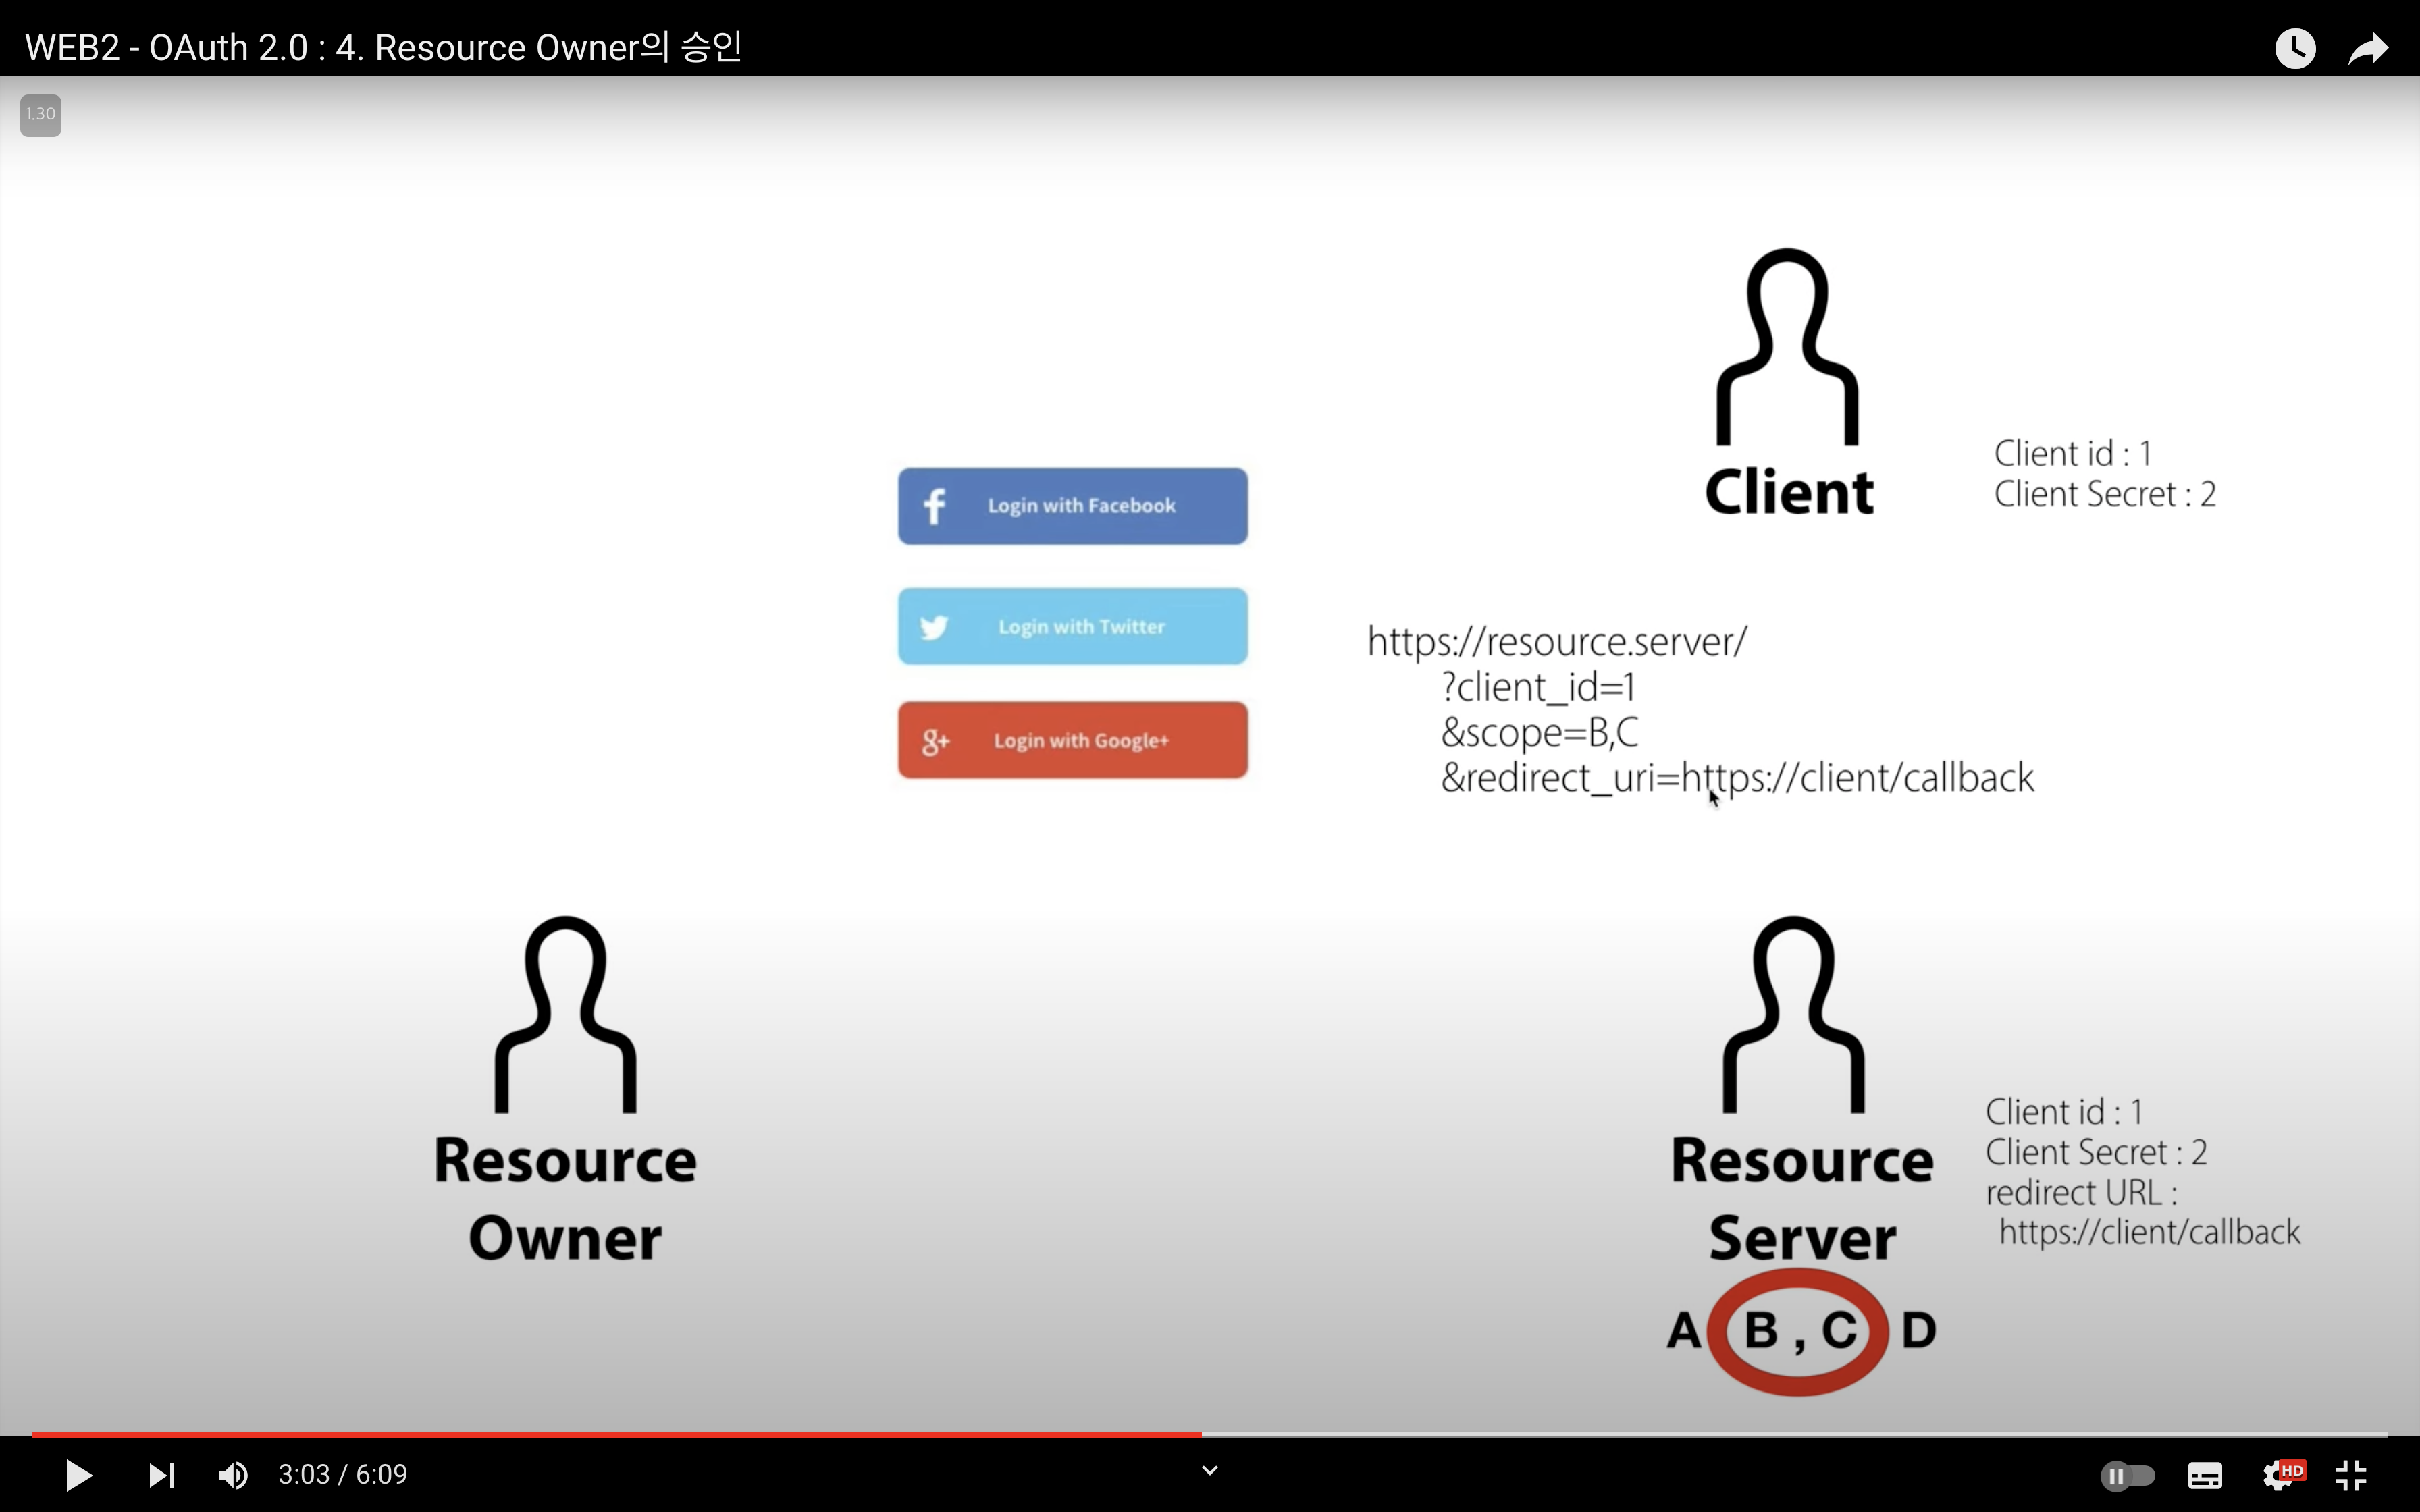 WEB2 - OAuth 2.0 : 4. Resource Owner의 승인
1.30
Client
Client id : 1
Client Secret : 2
f Login with Facebook
Login with Twitter
g+ Login with Google+
https://resource.server/
?client_id=1
&scope=B,C
&redirect_uri=https://client/callback
Resource
Owner
Resource
Server
A B , C D
Client id : 1
Client Secret : 2
redirect URL :
https://client/callback
3:03 / 6:09
HD